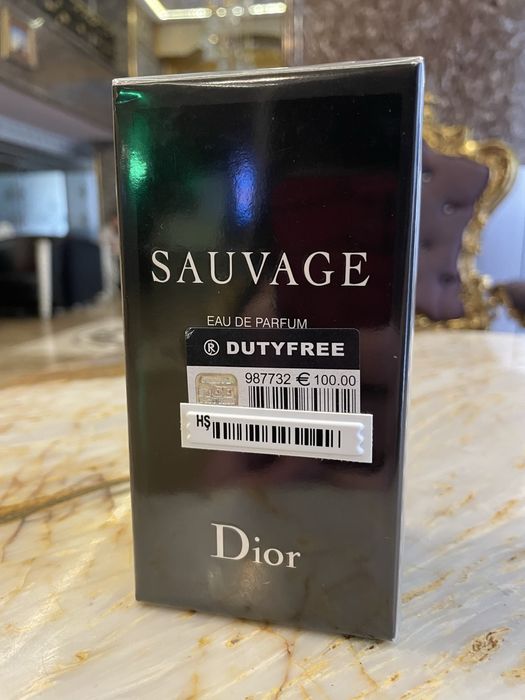 SAUVAGE
EAU DE PARFUM
® DUTYFREE
987732 € 100.00
HŞ
Dior